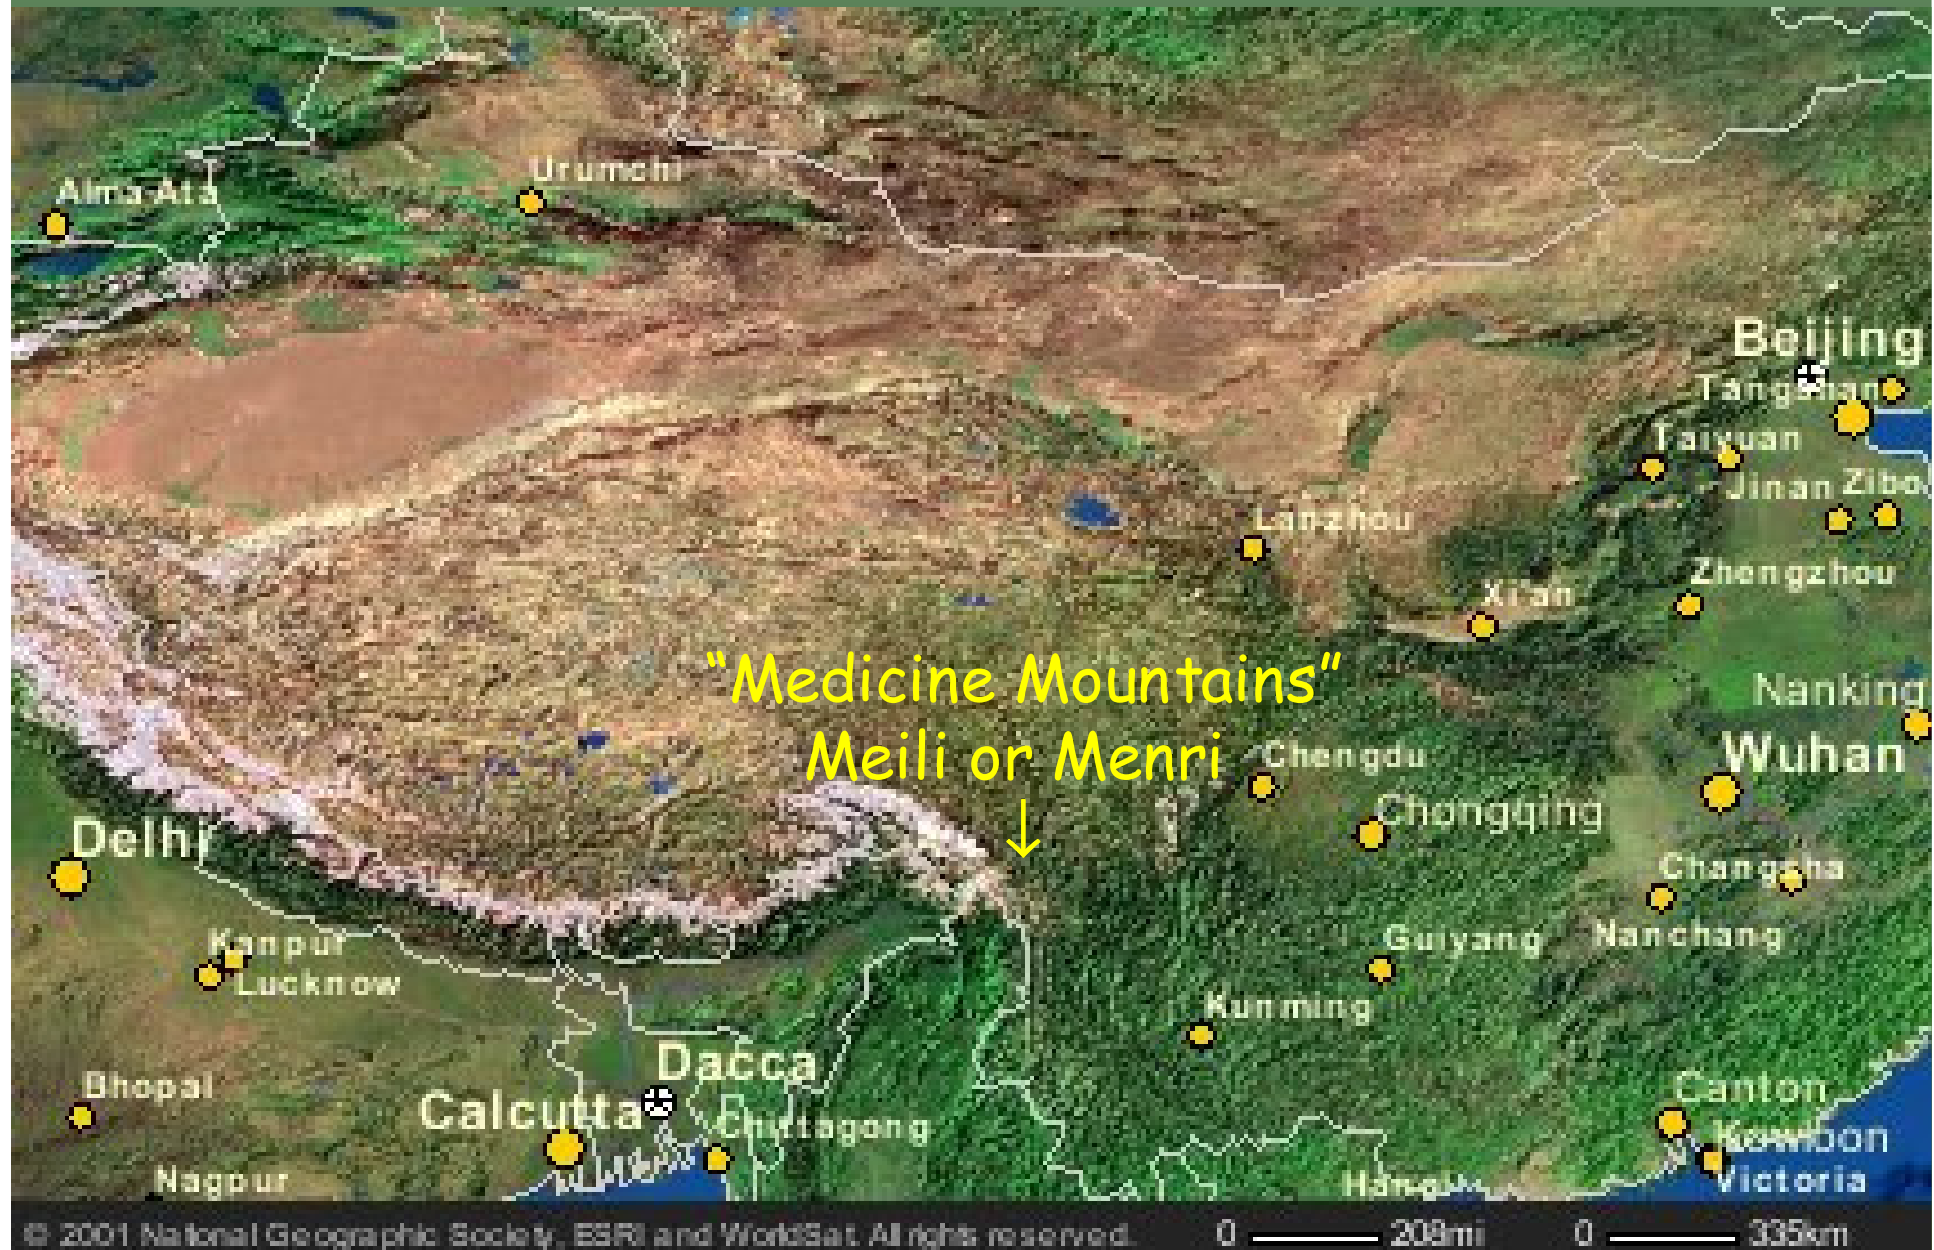 Urumchi
Alma-Ata
Beijing
Tangshan
Taiyuan
Jinan Zibo
Lanzhou
Zhengzhou
Xi'an
“Medicine Mountains”
Meili or Menri
Nanking
Wuhan
Chengdu
Chongqing
Delhi
Changsha
Kanpur
Lucknow
Guiyang
Nanchang
Kunming
Dacca
Bhopal
Calcutta
Chittagong
Canton
Kowloon
Nagpur
Hanoi
Victoria
© 2001 National Geographic Society, ESRI and WorldSat. All rights reserved.
0 208mi 0 335km